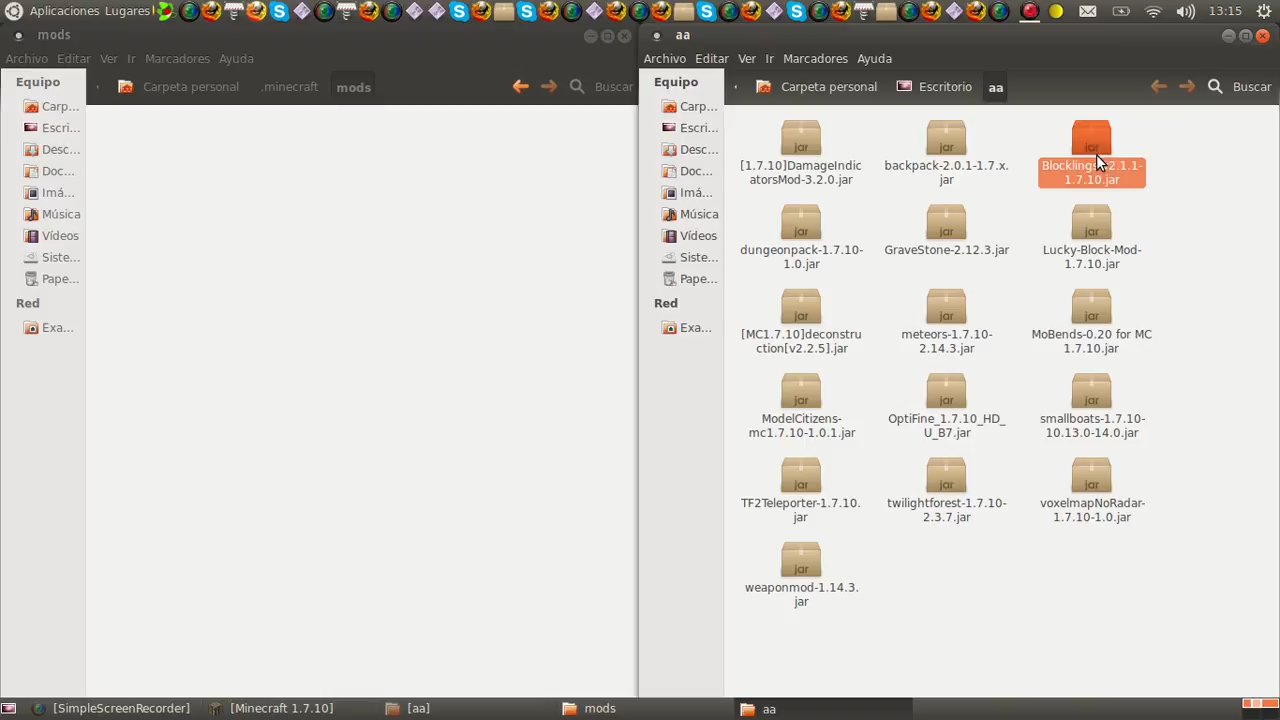 Aplicaciones Lugares
13:15
mods
Archivo Editar Ver Ir Marcadores Ayuda
Carpeta personal .minecraft mods Buscar
Equipo
Carp...
Escri...
Desc...
Doc...
Imá...
Música
Vídeos
Siste...
Pape...
Red
Exa...
aa
Archivo Editar Ver Ir Marcadores Ayuda
Carpeta personal Escritorio aa Buscar
Equipo
Carp...
Escri...
Desc...
Doc...
Imá...
Música
Vídeos
Siste...
Pape...
Red
Exa...
jar jar jar
[1.7.10]DamageIndic
atorsMod-3.2.0.jar
backpack-2.0.1-1.7.x.
jar
1.7.10.jar
jar jar jar
dungeonpack-1.7.10-
1.0.jar
GraveStone-2.12.3.jar
Lucky-Block-Mod-
1.7.10.jar
jar jar jar
[MC1.7.10]deconstru
ction[v2.2.5].jar
meteors-1.7.10-
2.14.3.jar
MoBends-0.20 for MC
1.7.10.jar
jar jar jar
ModelCitizens-
mc1.7.10-1.0.1.jar
OptiFine_1.7.10_HD_
U_B7.jar
smallboats-1.7.10-
10.13.0-14.0.jar
jar jar jar
TF2Teleporter-1.7.10.
jar
twilightforest-1.7.10-
2.3.7.jar
voxelmapNoRadar-
1.7.10-1.0.jar
jar
weaponmod-1.14.3.
jar
[SimpleScreenRecorder] [Minecraft 1.7.10] [aa] mods aa